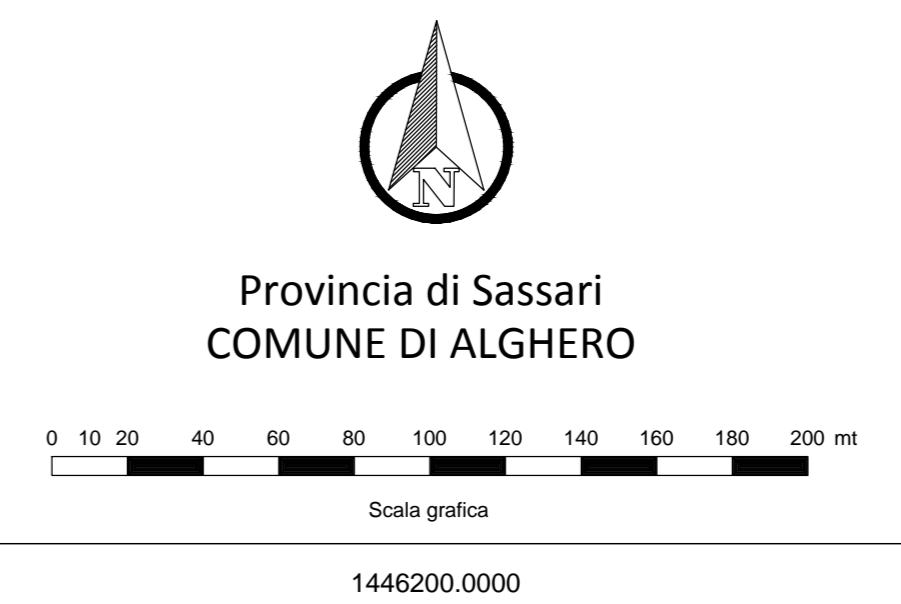 N
Provincia di Sassari
COMUNE DI ALGHERO
0 10 20 40 60 80 100 120 140 160 180 200 mt
Scala grafica
1446200.0000